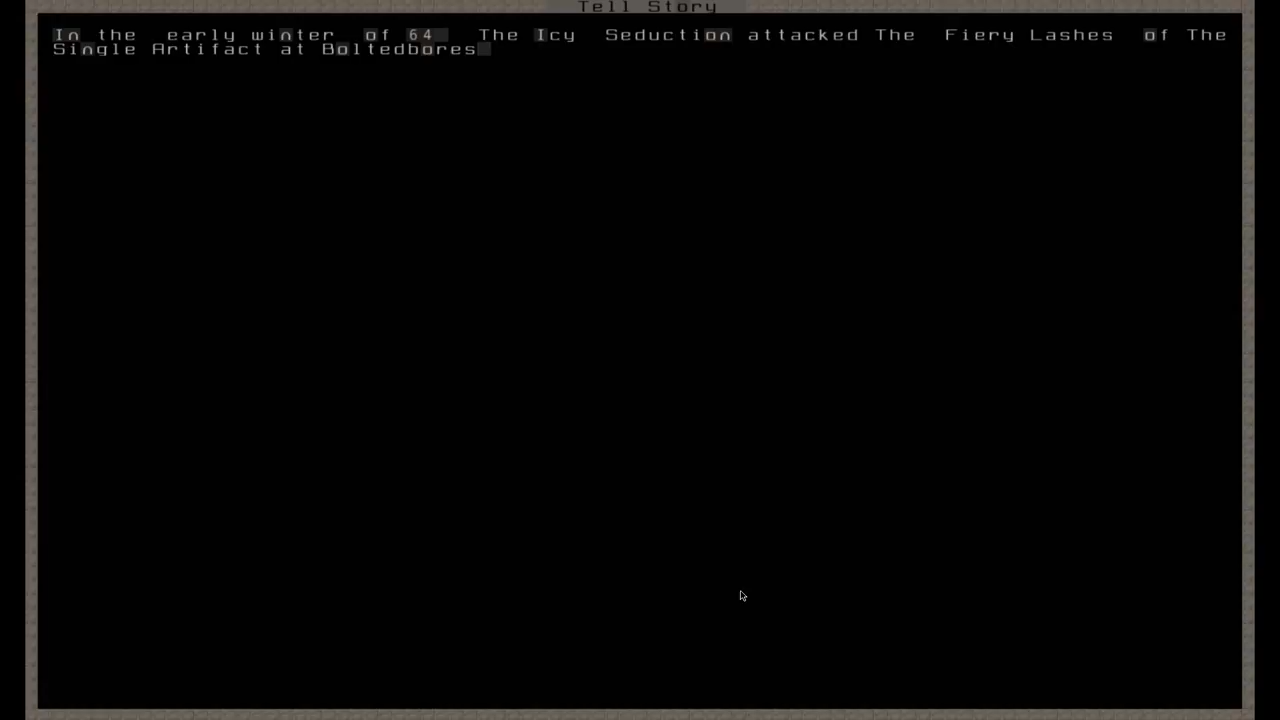 Tell Story
In the early winter of 64 The Icy Seduction attacked The Fiery Lashes of The
Single Artifact at Boltedbores